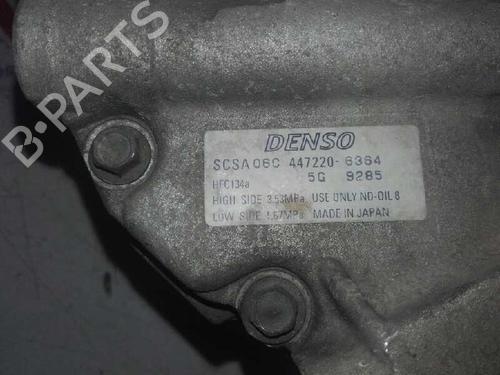 B-PARTS
DENSO
SCSA06C 447220-6364
5G 9285
HFC134a
HIGH SIDE 3.53MPa USE ONLY ND-OIL 8
LOW SIDE 1.67MPa MADE IN JAPAN